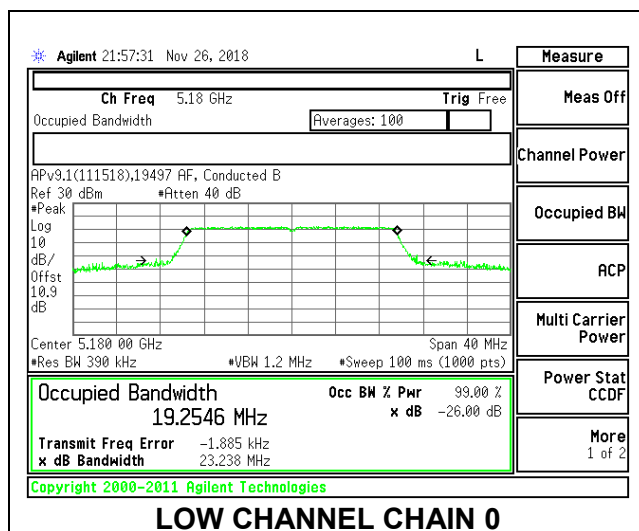 Agilent 21:57:31 Nov 26, 2018 L
Measure
Ch Freq 5.18 GHz Trig Free
Occupied Bandwidth Averages: 100
APv9.1(111518),19497 AF, Conducted B
Ref 30 dBm #Atten 40 dB
#Peak
Log
10
dB/
Offst
10.9
dB
Center 5.180 00 GHz Span 40 MHz
#Res BW 390 kHz #VBW 1.2 MHz #Sweep 100 ms (1000 pts)
Occupied Bandwidth Occ BW % Pwr 99.00 %
19.2546 MHz x dB -26.00 dB
Transmit Freq Error -1.885 kHz
x dB Bandwidth 23.238 MHz
Copyright 2000-2011 Agilent Technologies
Meas Off
Channel Power
Occupied BW
ACP
Multi Carrier
Power
Power Stat
CCDF
More
1 of 2
LOW CHANNEL CHAIN 0